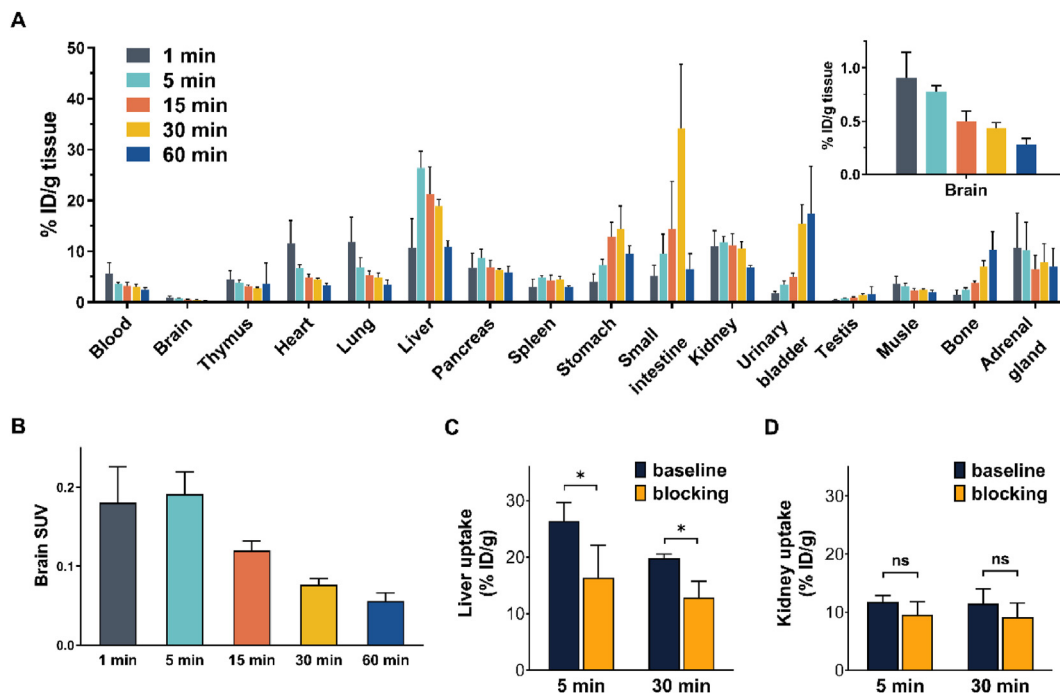 A
% ID/g tissue
50
40
30
20
10
0
1 min
5 min
15 min
30 min
60 min
Blood
Brain
Thymus
Heart
Lung
Liver
Pancreas
Spleen
Stomach
Small
intestine
Kidney
Urinary
bladder
Testis
Musle
Bone
Adrenal
gland
% ID/g tissue
1.0
0.5
0.0
Brain
B
Brain SUV
0.2
0.1
0.0
1 min
5 min
15 min
30 min
60 min
C
Liver uptake
(% ID/g)
30
20
10
0
baseline
blocking
*
*
5 min
30 min
D
Kidney uptake
(% ID/g)
30
20
10
0
baseline
blocking
ns
ns
5 min
30 min